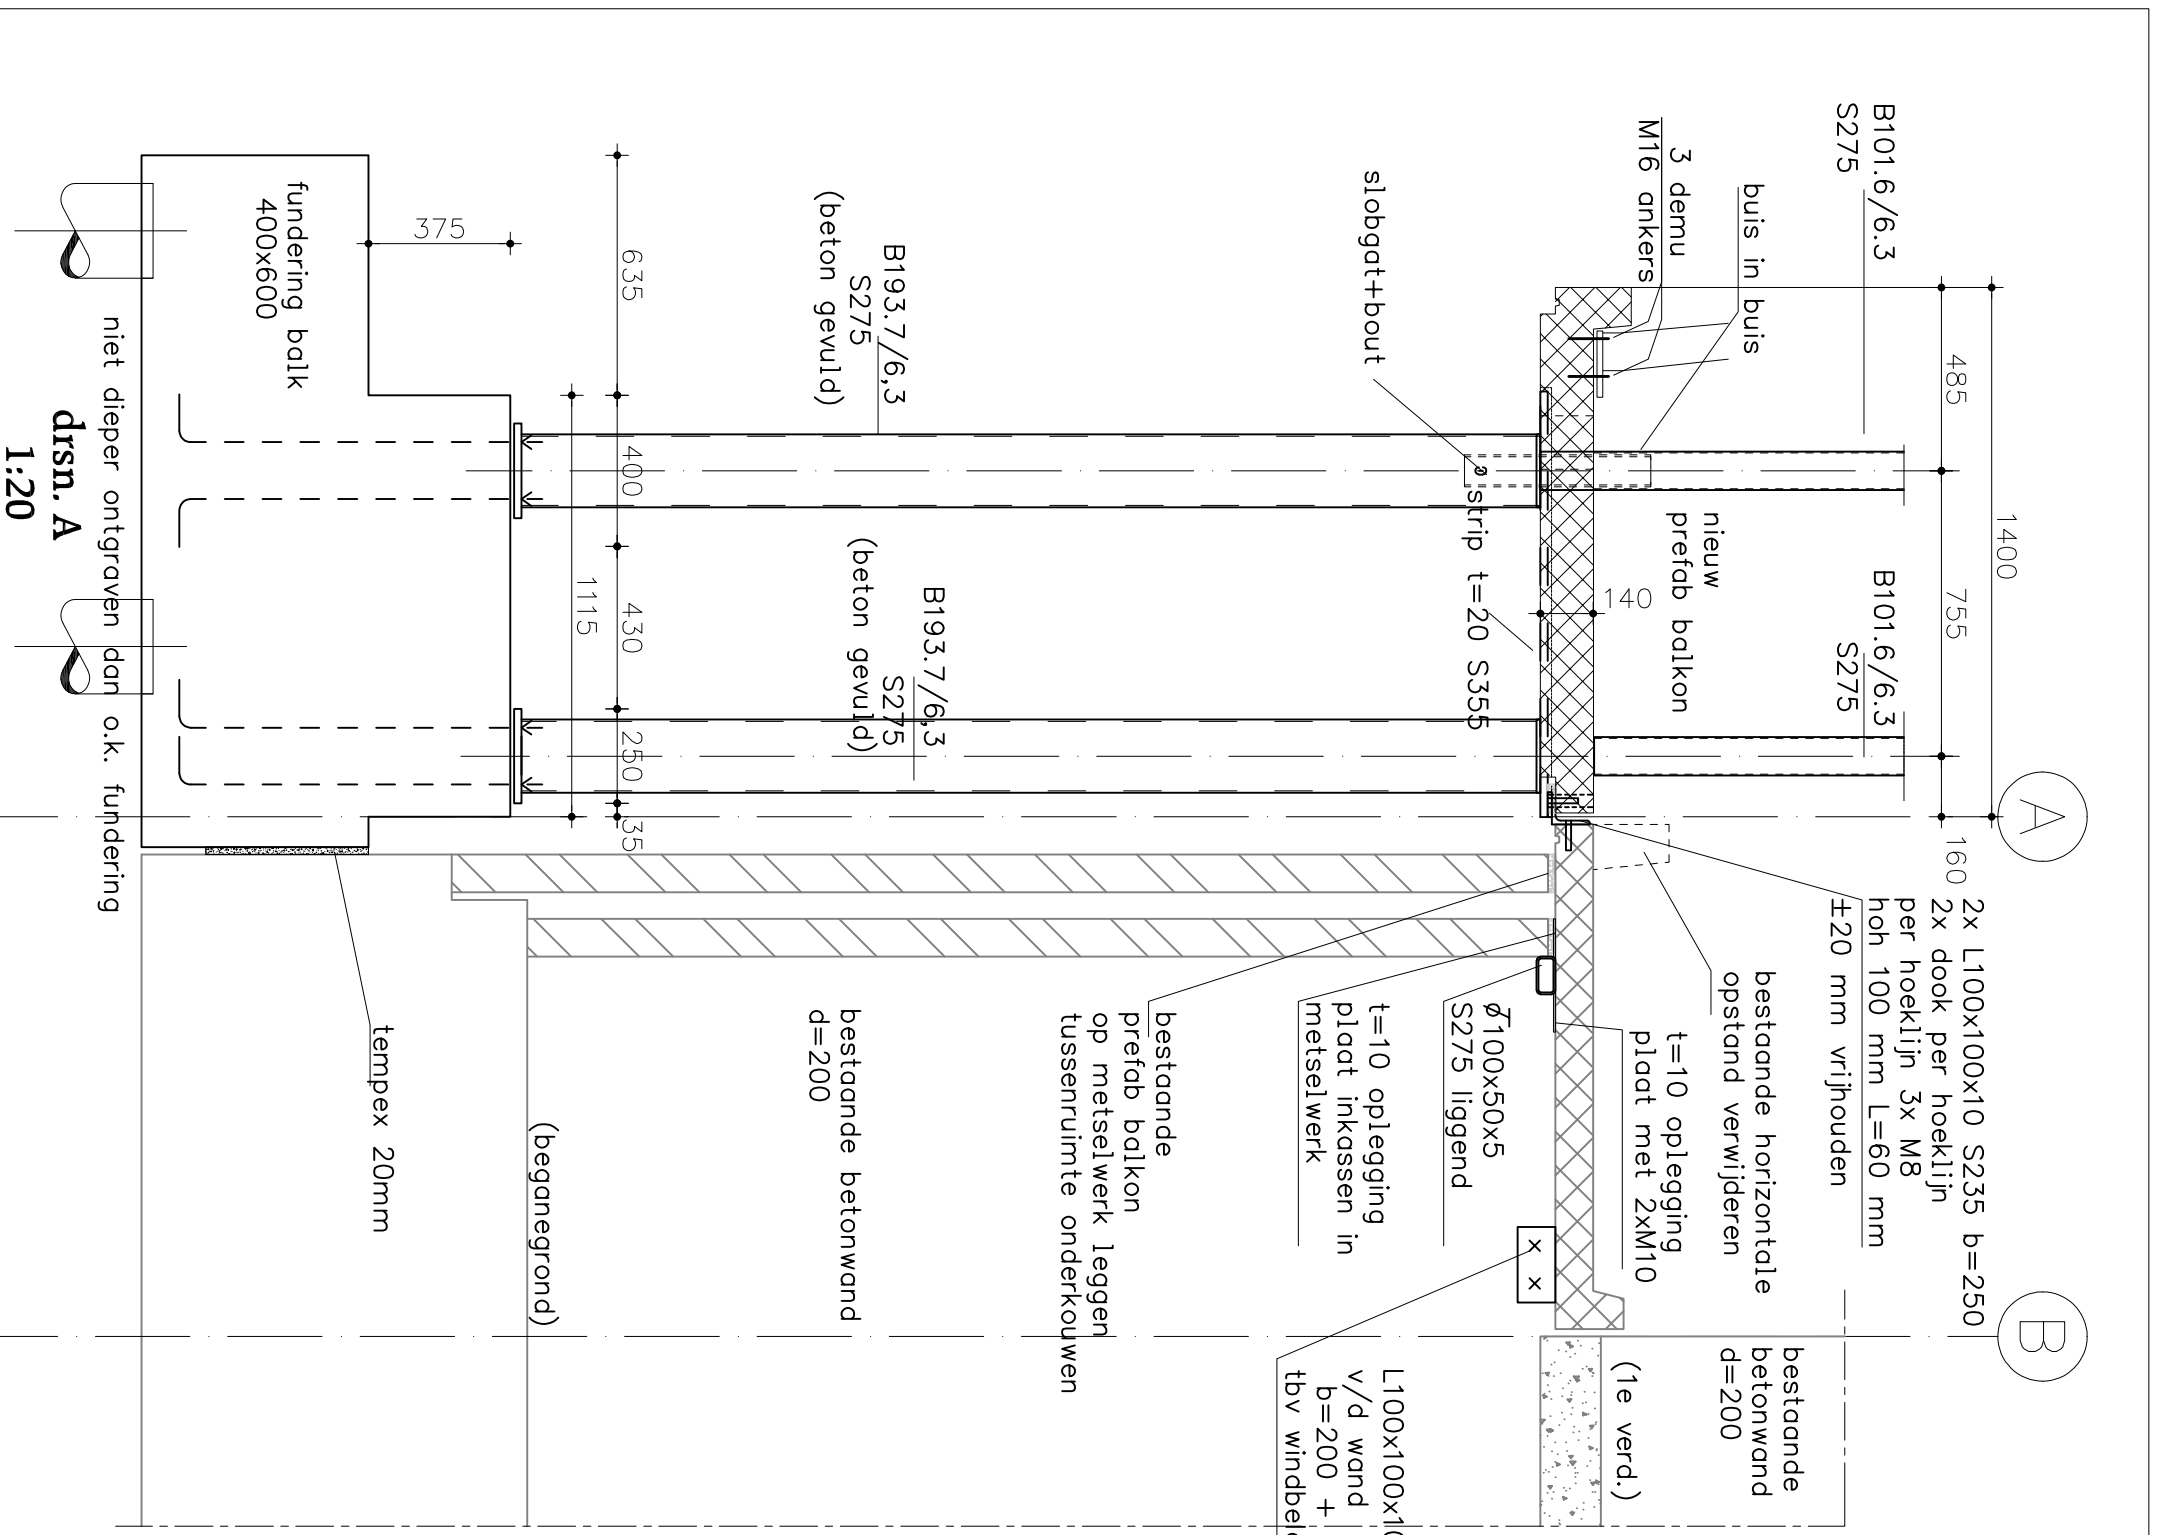 A
B
1400
485
755
160
B101.6/6.3
S275
B101.6/6.3
S275
buis in buis
3 demu
M16 ankers
nieuw
prefab balkon
140
2x L100x100x10 S235 b=250
2x dook per hoeklijn
per hoeklijn 3x M8
hoh 100 mm L=60 mm
±20 mm vrijhouden
bestaande horizontale
opstand verwijderen
t=10 oplegging
plaat met 2xM10
bestaande
betonwand
d=200
(1e verd.)
slobgat+bout
strip t=20 S355
100x50x5
S275 liggend
t=10 oplegging
plaat inkassen in
metselwerk
L100x100x10
v/d wand
b=200 +
tbv
bestaande
prefab balkon
op metselwerk leggen
tussenruimte onderkouwen
B193.7/6,3
S275
(beton gevuld)
B193.7/6,3
S275
(beton gevuld)
bestaande betonwand
d=200
635
400
430
250
35
1115
(beganegrond)
375
tempex 20mm
fundering balk
400x600
niet dieper ontgraven dan o.k. fundering
drsn. A
1:20